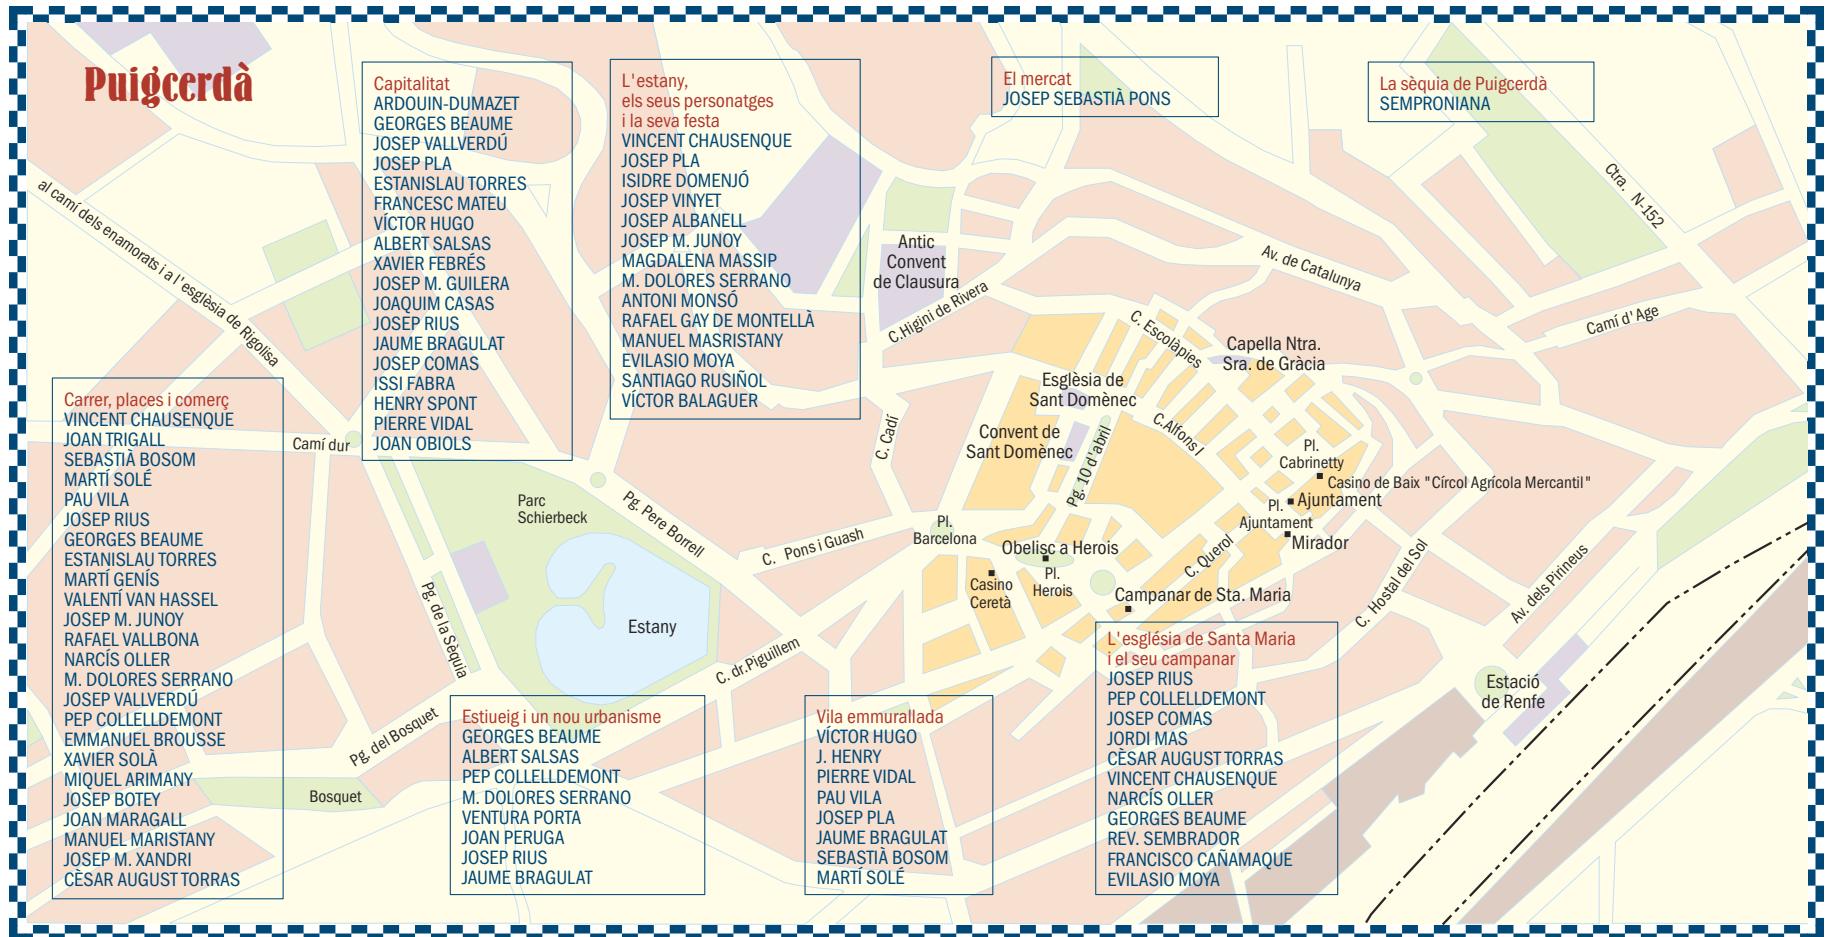 Puigcerdà
Capitalitat
ARDOUIN-DUMAZET
GEORGES BEAUME
JOSEP VALLVERDÚ
JOSEP PLA
ESTANISLAU TORRES
FRANCESC MATEU
VÍCTOR HUGO
ALBERT SALSAS
XAVIER FEBRÉS
JOSEP M. GUILERA
JOAQUIM CASAS
JOSEP RIUS
JAUME BRAGULAT
JOSEP COMAS
ISSI FABRA
HENRY SPONT
PIERRE VIDAL
JOAN OBIOLS
L'estany,
els seus personatges
i la seva festa
VINCENT CHAUSENQUE
JOSEP PLA
ISIDRE DOMENJÓ
JOSEP VINYET
JOSEP ALBANELL
JOSEP M. JUNOY
MAGDALENA MASSIP
M. DOLORES SERRANO
ANTONI MONSÓ
RAFAEL GAY DE MONTELLÀ
MANUEL MASRISTANY
EVILASIO MOYA
SANTIAGO RUSIÑOL
VÍCTOR BALAGUER
El mercat
JOSEP SEBASTIÀ PONS
La sèquia de Puigcerdà
SEMPRONIANA
al camí dels enamorats i a l'esglèsia de Rigolisa
Antic
Convent
de Clausura
C.Higini de Rivera
Ctra. N-152
Av. de Catalunya
Camí d'Age
C. Escolàpies
Capella Ntra.
Sra. de Gràcia
Esglèsia de
Sant Domènec
C.Alfons I
Convent de
Sant Domènec
Pg. 10 d'abril
C. Cadí
Pl.
Cabrinetty
Casino de Baix "Círcol Agrícola Mercantil"
Ajuntament
Pl.
Ajuntament
Mirador
Camí dur
Parc
Schierbeck
Pg. Pere Borrell
C. Pons i Guash
Pl.
Barcelona
Obelisc a Herois
Pl.
Herois
Casino
Ceretà
C. Querol
Campanar de Sta. Maria
C. Hostal del Sol
Av. dels Pirineus
Estació
de Renfe
Estany
Pg. de la Sèquia
C. dr.Piguillem
Pg. del Bosquet
Bosquet
Carrer, places i comerç
VINCENT CHAUSENQUE
JOAN TRIGALL
SEBASTIÀ BOSOM
MARTÍ SOLÉ
PAU VILA
JOSEP RIUS
GEORGES BEAUME
ESTANISLAU TORRES
MARTÍ GENÍS
VALENTÍ VAN HASSEL
JOSEP M. JUNOY
RAFAEL VALLBONA
NARCÍS OLLER
M. DOLORES SERRANO
JOSEP VALLVERDÚ
PEP COLLELLDEMONT
EMMANUEL BROUSSE
XAVIER SOLÀ
MIQUEL ARIMANY
JOSEP BOTEY
JOAN MARAGALL
MANUEL MARISTANY
JOSEP M. XANDRI
CÈSAR AUGUST TORRAS
Estiueig i un nou urbanisme
GEORGES BEAUME
ALBERT SALSAS
PEP COLLELLDEMONT
M. DOLORES SERRANO
VENTURA PORTA
JOAN PERUGA
JOSEP RIUS
JAUME BRAGULAT
Vila emmurallada
VÍCTOR HUGO
J. HENRY
PIERRE VIDAL
PAU VILA
JOSEP PLA
JAUME BRAGULAT
SEBASTIÀ BOSOM
MARTÍ SOLÉ
L'església de Santa Maria
i el seu campanar
JOSEP RIUS
PEP COLLELLDEMONT
JOSEP COMAS
JORDI MAS
CÈSAR AUGUST TORRAS
VINCENT CHAUSENQUE
NARCÍS OLLER
GEORGES BEAUME
REV. SEMBRADOR
FRANCISCO CAÑAMAQUE
EVILASIO MOYA